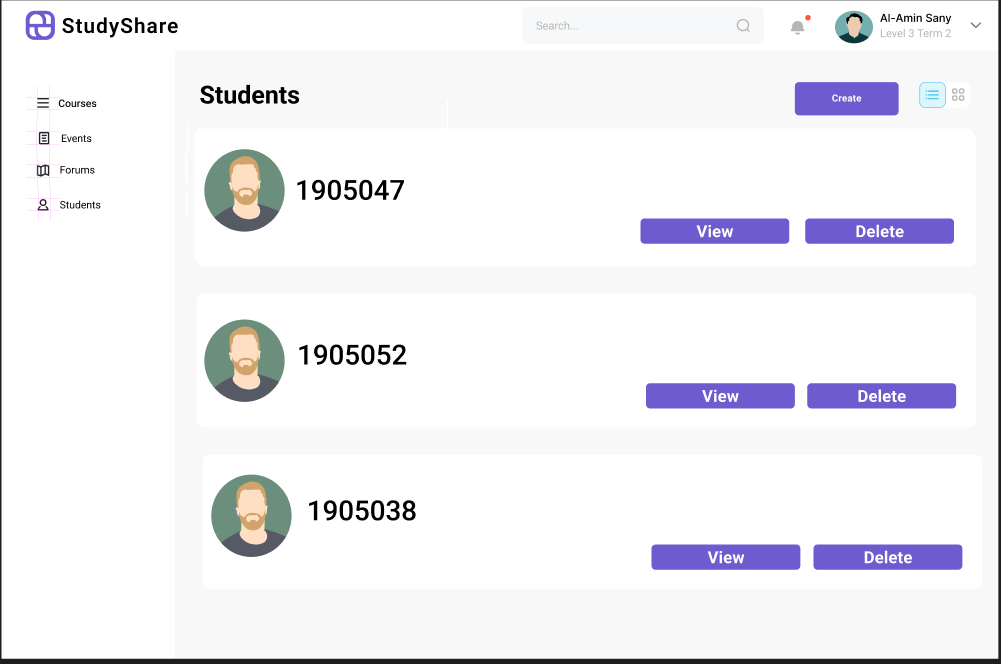 StudyShare
Search...
Al-Amin Sany
Level 3 Term 2
Courses
Events
Forums
Students
Students
Create
1905047
View
Delete
1905052
View
Delete
1905038
View
Delete